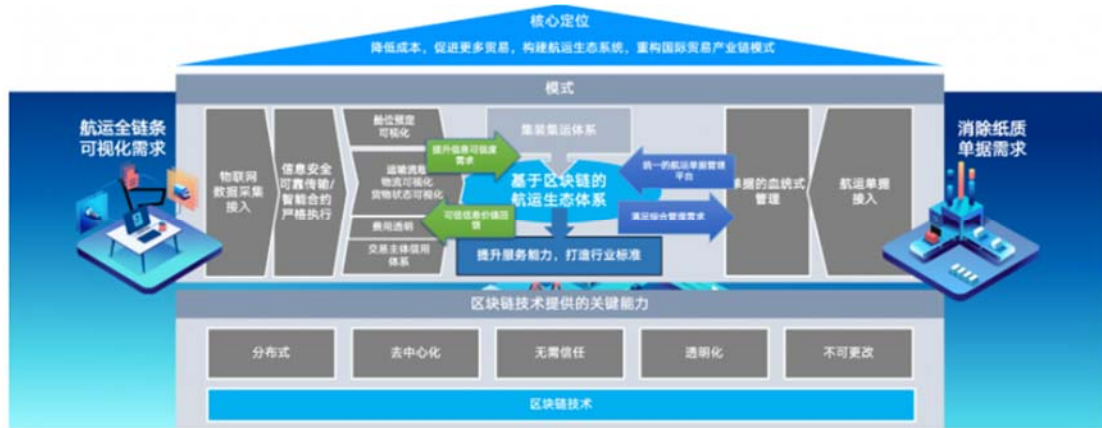 核心定位
降低成本，促进更多贸易，构建航运生态系统，重构国际贸易产业链模式
模式
航运全链条
可视化需求
物联网
数据采集
接入
信息安全
可靠传输/
智能合约
严格执行
舱位预定
可视化
运输流程
物流可视化
货物状态可视化
费用透明
交易主体信用
体系
提升信息可信度
需求
可信信息价值回
馈
集装集运体系
基于区块链的
航运生态体系
提升服务能力，打造行业标准
统一的航运单据管理
平台
满足综合管理需求
单据的血统式
管理
航运单据
接入
消除纸质
单据需求
区块链技术提供的关键能力
分布式
去中心化
无需信任
透明化
不可更改
区块链技术